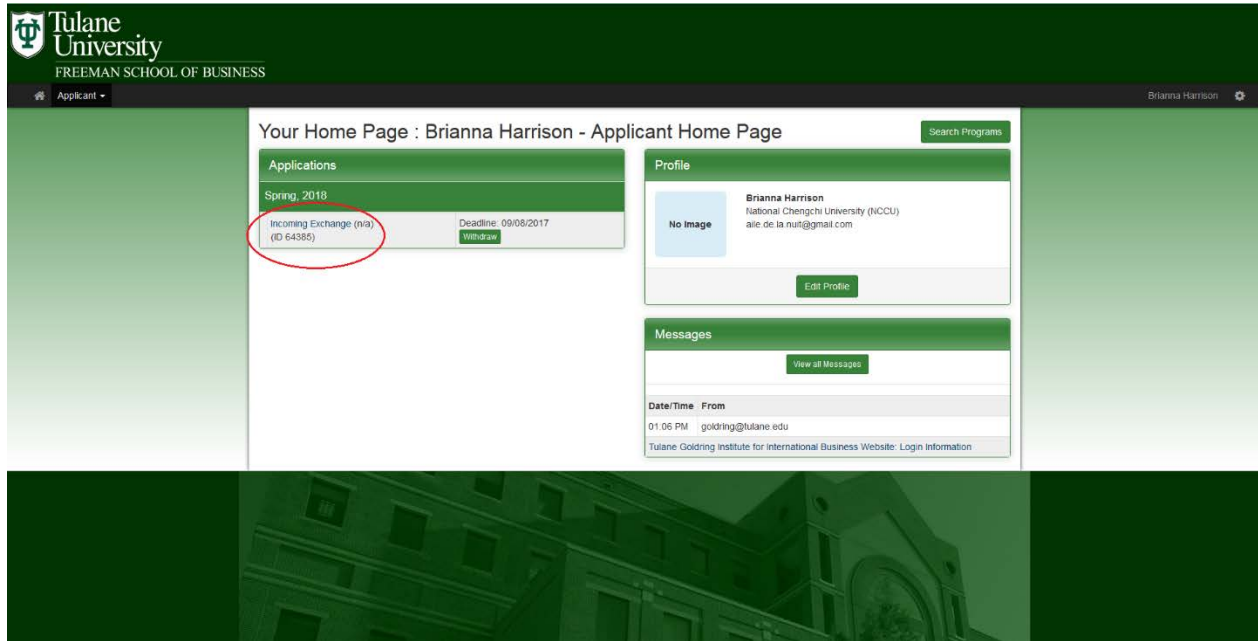 Tulane
University
FREEMAN SCHOOL OF BUSINESS
Applicant
Brianna Harrison
Your Home Page : Brianna Harrison - Applicant Home Page
Search Programs
Applications
Spring, 2018
Incoming Exchange (n/a)
(ID 64385)
Deadline: 09/08/2017
Withdraw
Profile
No Image
Brianna Harrison
National Chengchi University (NCCU)
aile.de.la.nuit@gmail.com
Edit Profile
Messages
View all Messages
Date/Time From
01:06 PM goldring@tulane.edu
Tulane Goldring Institute for International Business Website: Login Information